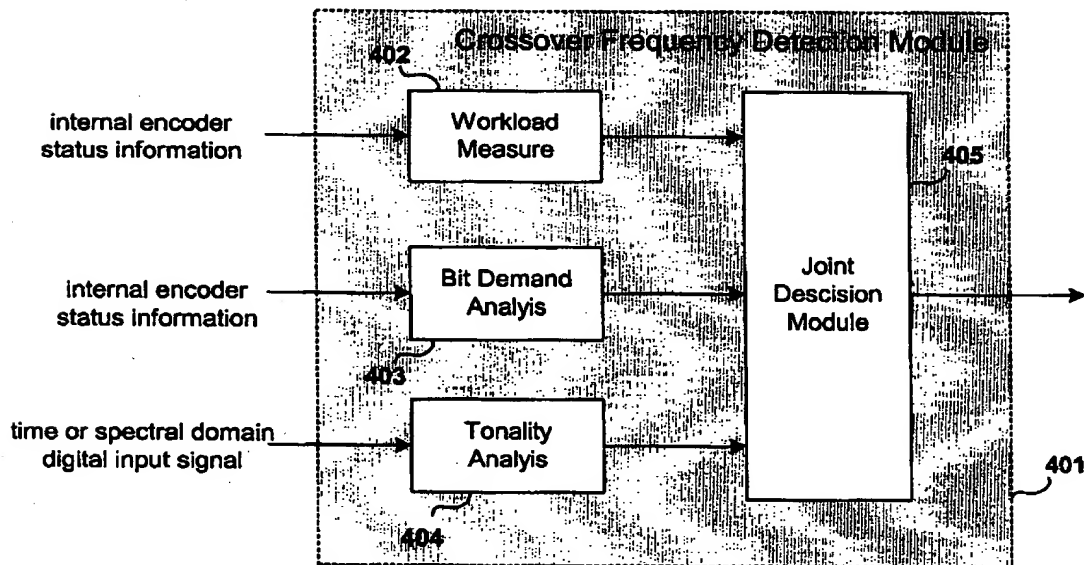 Crossover Frequency Detection Module
402
internal encoder
status information
Workload
Measure
405
internal encoder
status information
Bit Demand
Analyis
403
Joint
Descision
Module
time or spectral domain
digital input signal
Tonality
Analyis
404
401